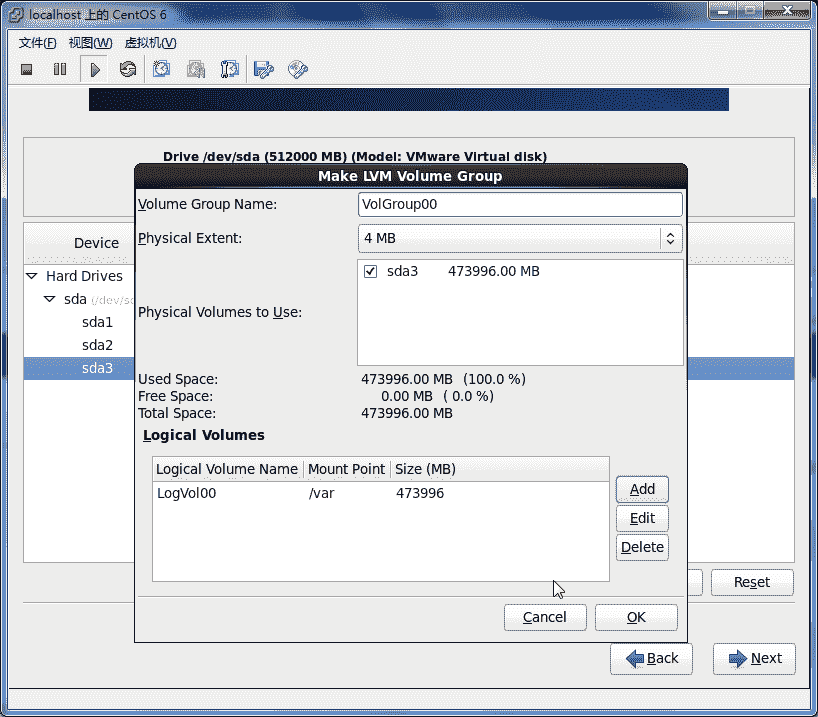 localhost 上的 CentOS 6
文件(F) 视图(W) 虚拟机(V)
Drive /dev/sda (512000 MB) (Model: VMware Virtual disk)
Make LVM Volume Group
Volume Group Name: VolGroup00
Physical Extent: 4 MB
Device
Hard Drives
sda (/dev/sd
sda1
sda2
sda3
Physical Volumes to Use: sda3 473996.00 MB
Used Space: 473996.00 MB (100.0 %)
Free Space: 0.00 MB ( 0.0 %)
Total Space: 473996.00 MB
Logical Volumes
Logical Volume Name Mount Point Size (MB)
LogVol00 /var 473996
Add
Edit
Delete
Reset
Cancel OK
Back Next